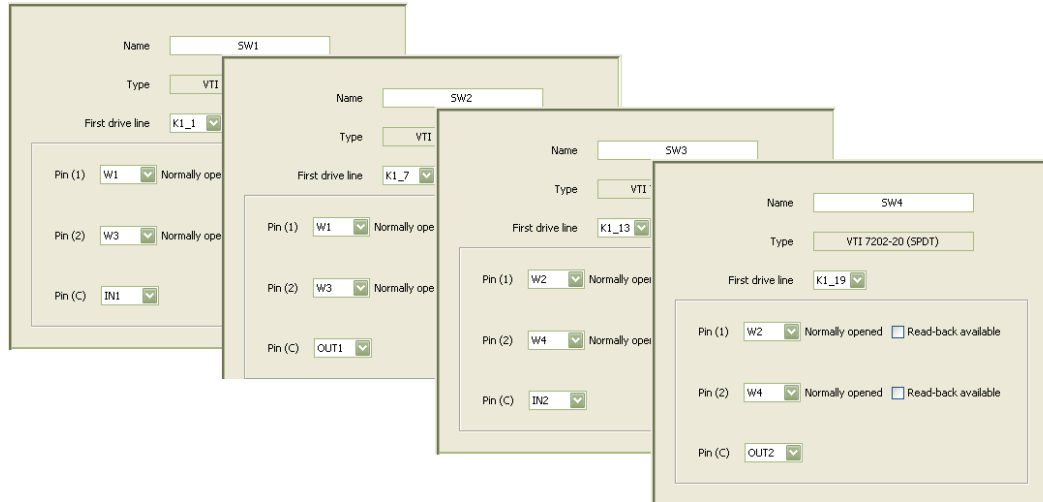 Name SW1
Type VTI
First drive line K1_1
Pin (1) W1 Normally ope
Pin (2) W3 Normally ope
Pin (C) IN1
Name SW2
Type VTI
First drive line K1_7
Pin (1) W1 Normally ope
Pin (2) W3 Normally ope
Pin (C) OUT1
Name SW3
Type VTI
First drive line K1_13
Pin (1) W2 Normally oper
Pin (2) W4 Normally oper
Pin (C) IN2
Name SW4
Type VTI 7202-20 (SPDT)
First drive line K1_19
Pin (1) W2 Normally opened Read-back available
Pin (2) W4 Normally opened Read-back available
Pin (C) OUT2